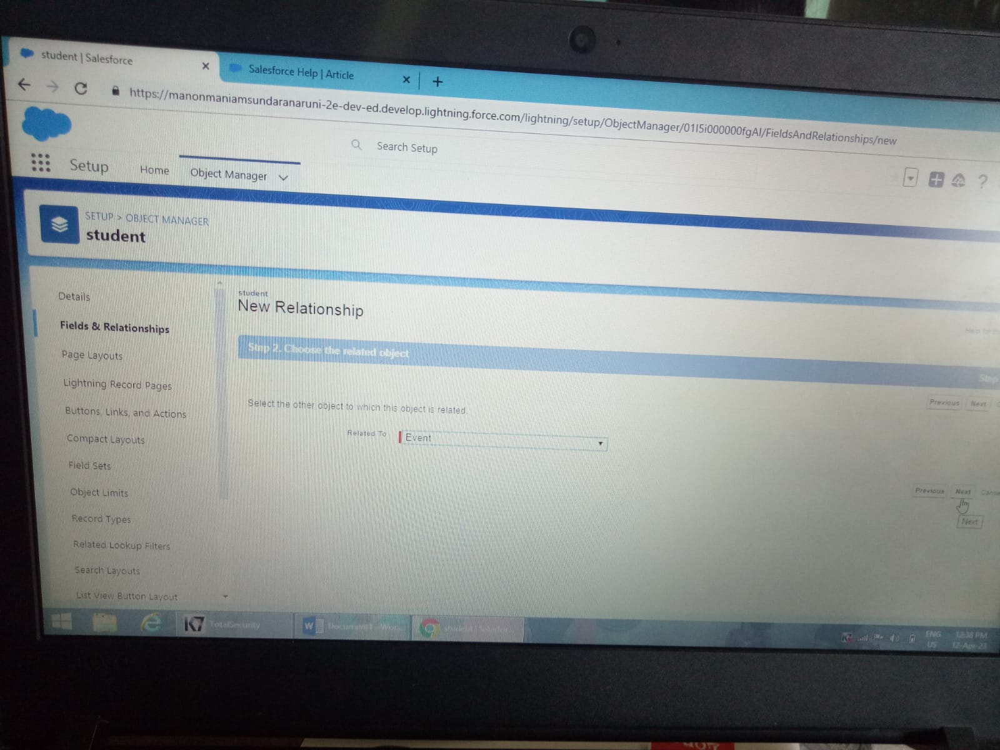 student | Salesforce
Salesforce Help | Article
https://manonmaniamsundaranaruni-2e-dev-ed.develop.lightning.force.com/lightning/setup/ObjectManager/01I5i000000fgAI/FieldsAndRelationships/new
Search Setup
Setup
Home
Object Manager
SETUP > OBJECT MANAGER
student
Details
Fields & Relationships
Page Layouts
Lightning Record Pages
Buttons, Links, and Actions
Compact Layouts
Field Sets
Object Limits
Record Types
Related Lookup Filters
Search Layouts
List View Button Layout
student
New Relationship
Help for
Step 2. Choose the related object
Step
Previous Next
Select the other object to which this object is related.
Related To
Event
Previous Next
Next
K7 TotalSecurity
Document1 -
ENG
US
12:38 PM
12-Apr-23